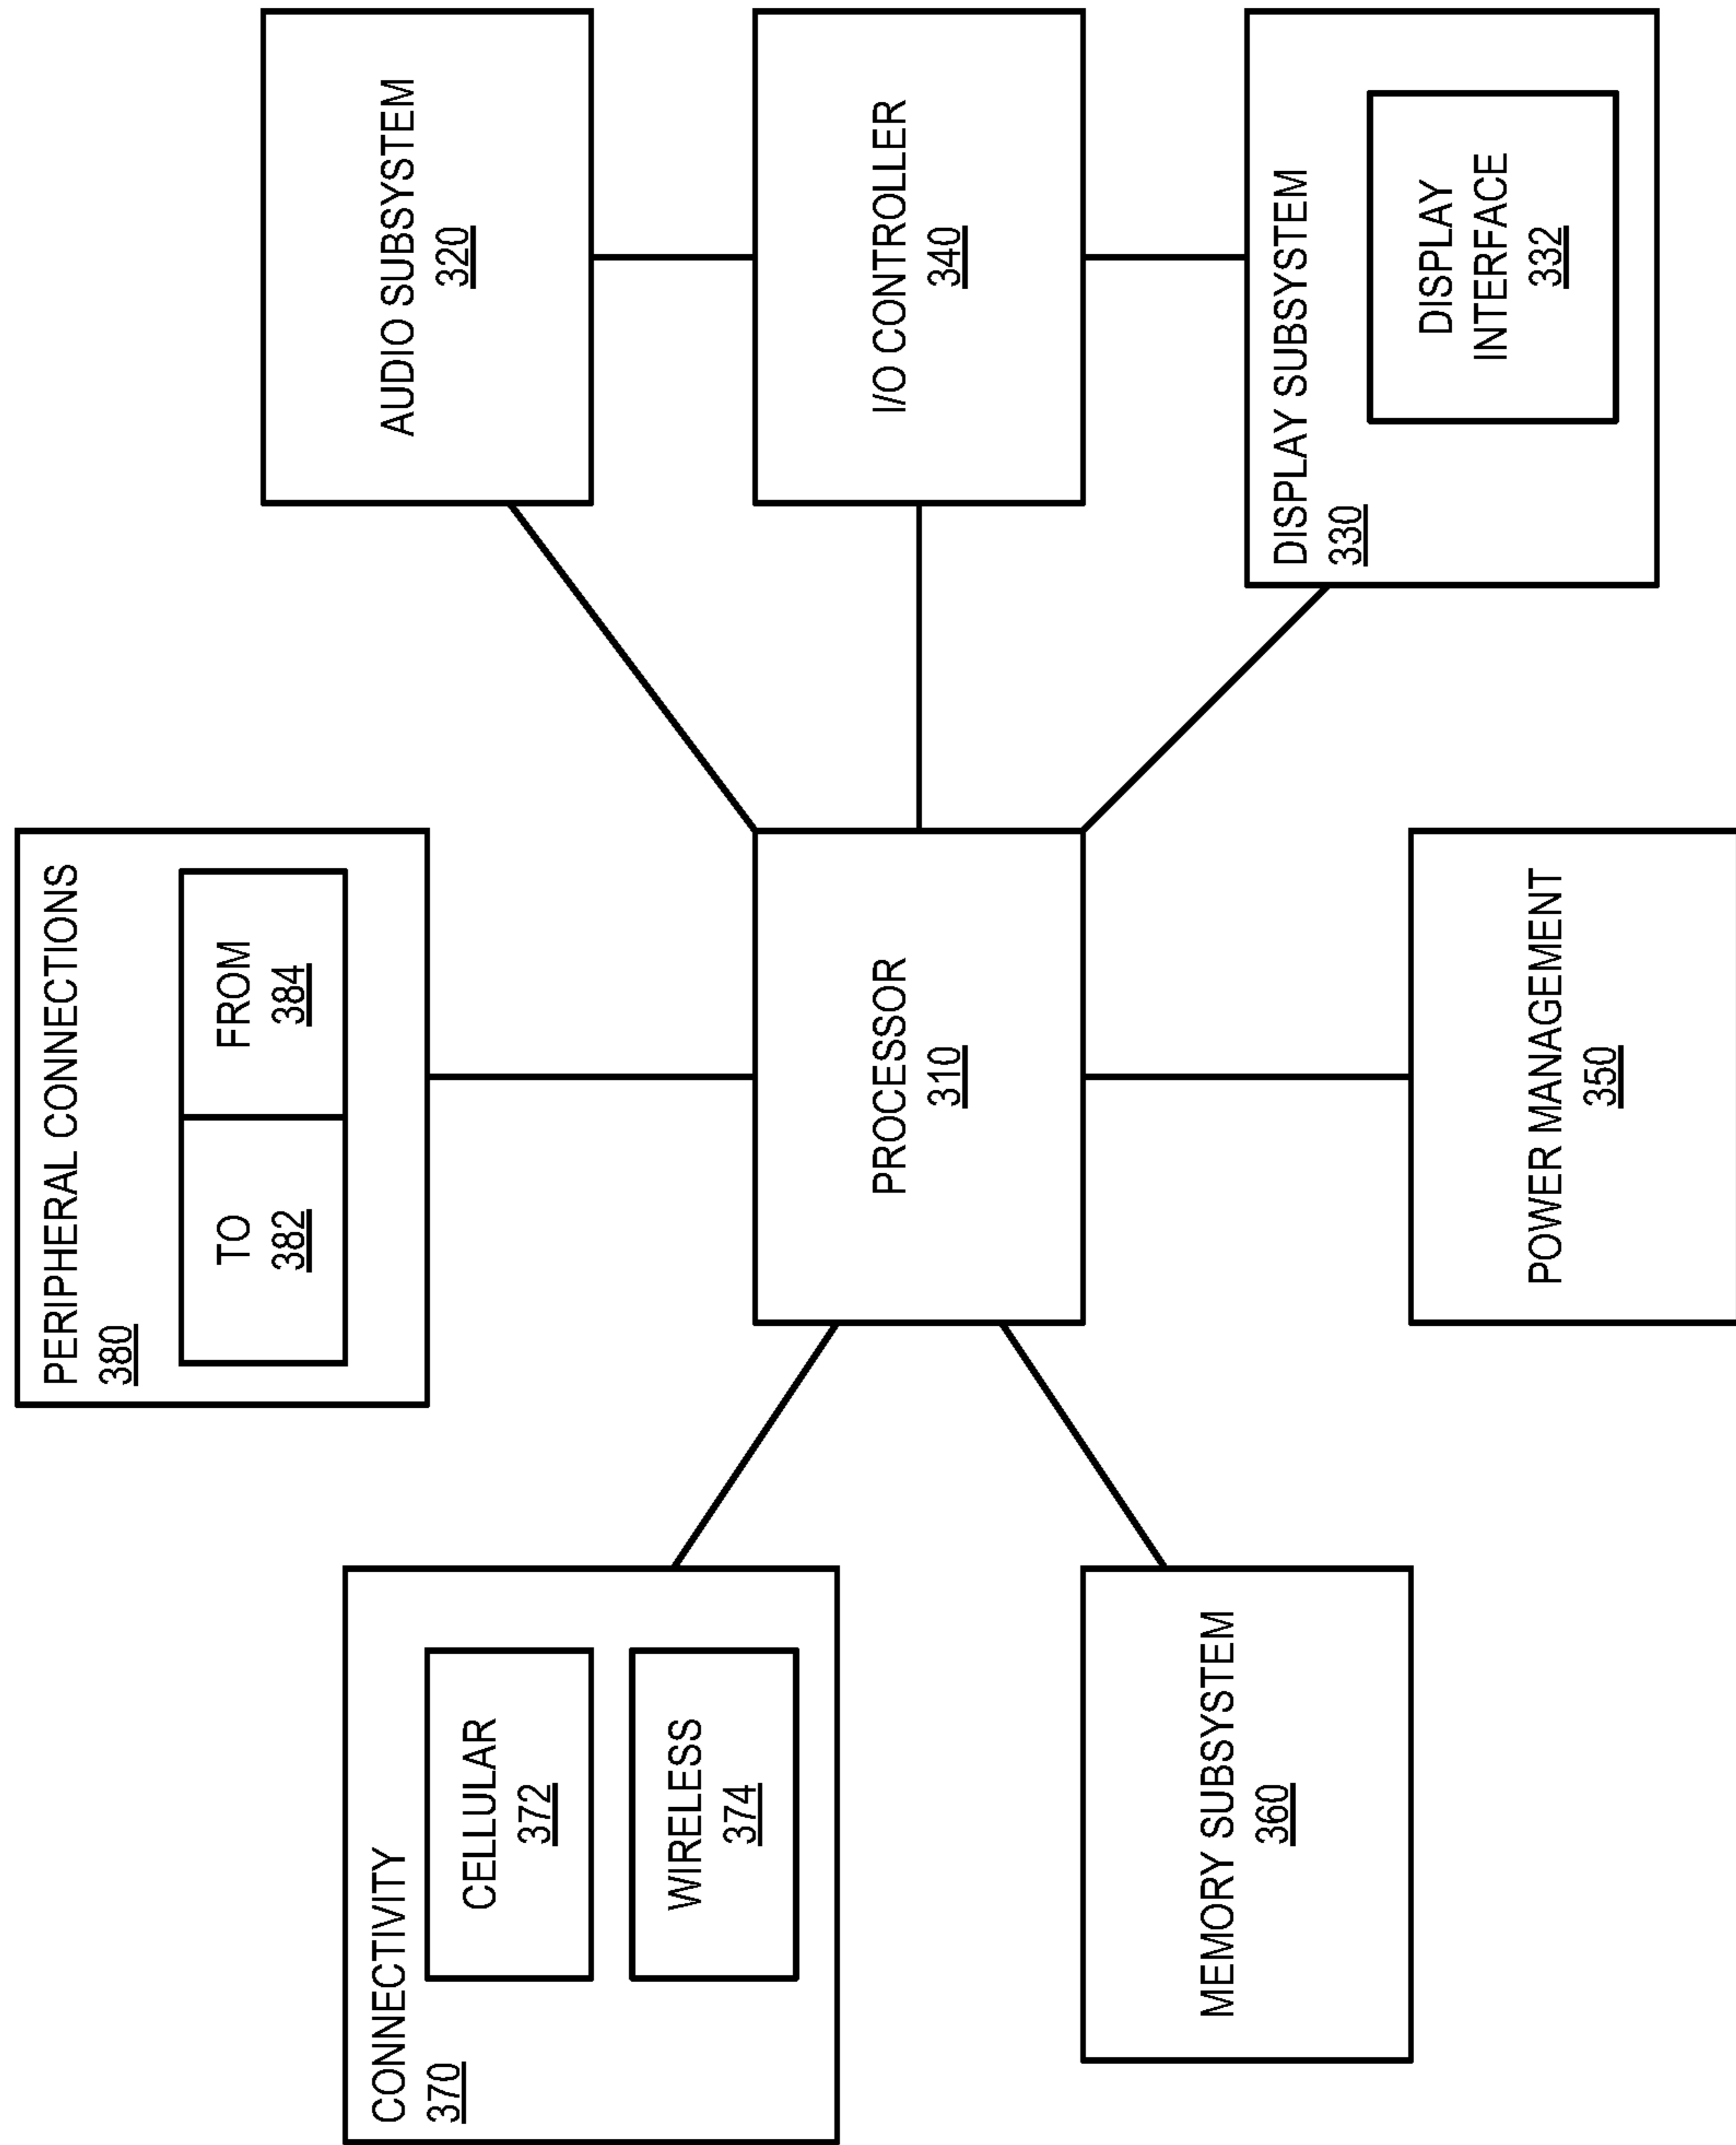 CONNECTIVITY
370
CELLULAR
372
WIRELESS
374
PERIPHERAL CONNECTIONS
380
TO
382
FROM
384
AUDIO SUBSYSTEM
320
PROCESSOR
310
I/O CONTROLLER
340
MEMORY SUBSYSTEM
360
POWER MANAGEMENT
350
DISPLAY SUBSYSTEM
330
DISPLAY
INTERFACE
332